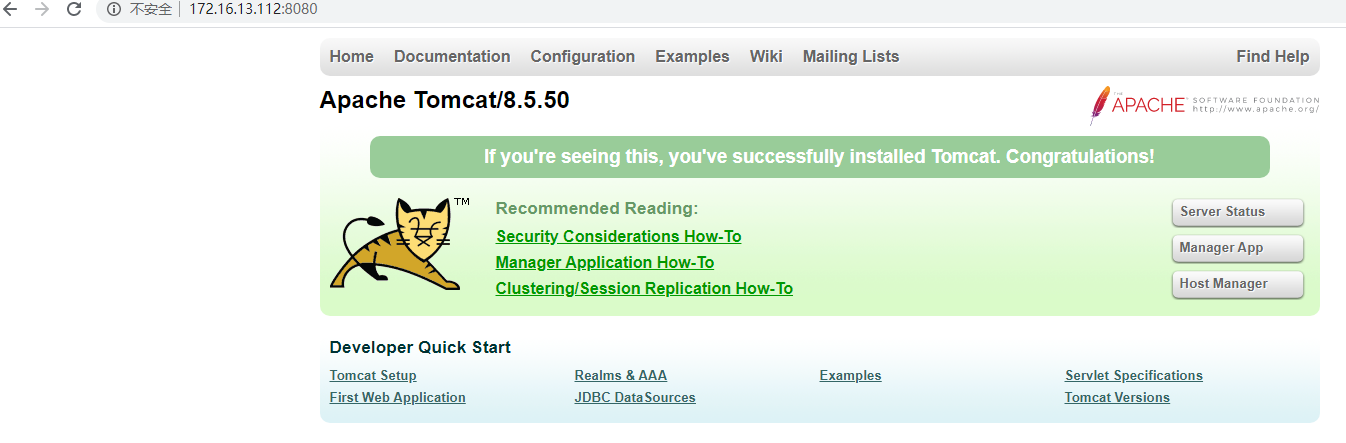 不安全 172.16.13.112:8080
Home Documentation Configuration Examples Wiki Mailing Lists Find Help
Apache Tomcat/8.5.50
THE APACHE® SOFTWARE FOUNDATION
http://www.apache.org/
If you're seeing this, you've successfully installed Tomcat. Congratulations!
TM
Recommended Reading:
Security Considerations How-To
Manager Application How-To
Clustering/Session Replication How-To
Server Status
Manager App
Host Manager
Developer Quick Start
Tomcat Setup Realms & AAA Examples Servlet Specifications
First Web Application JDBC DataSources Tomcat Versions